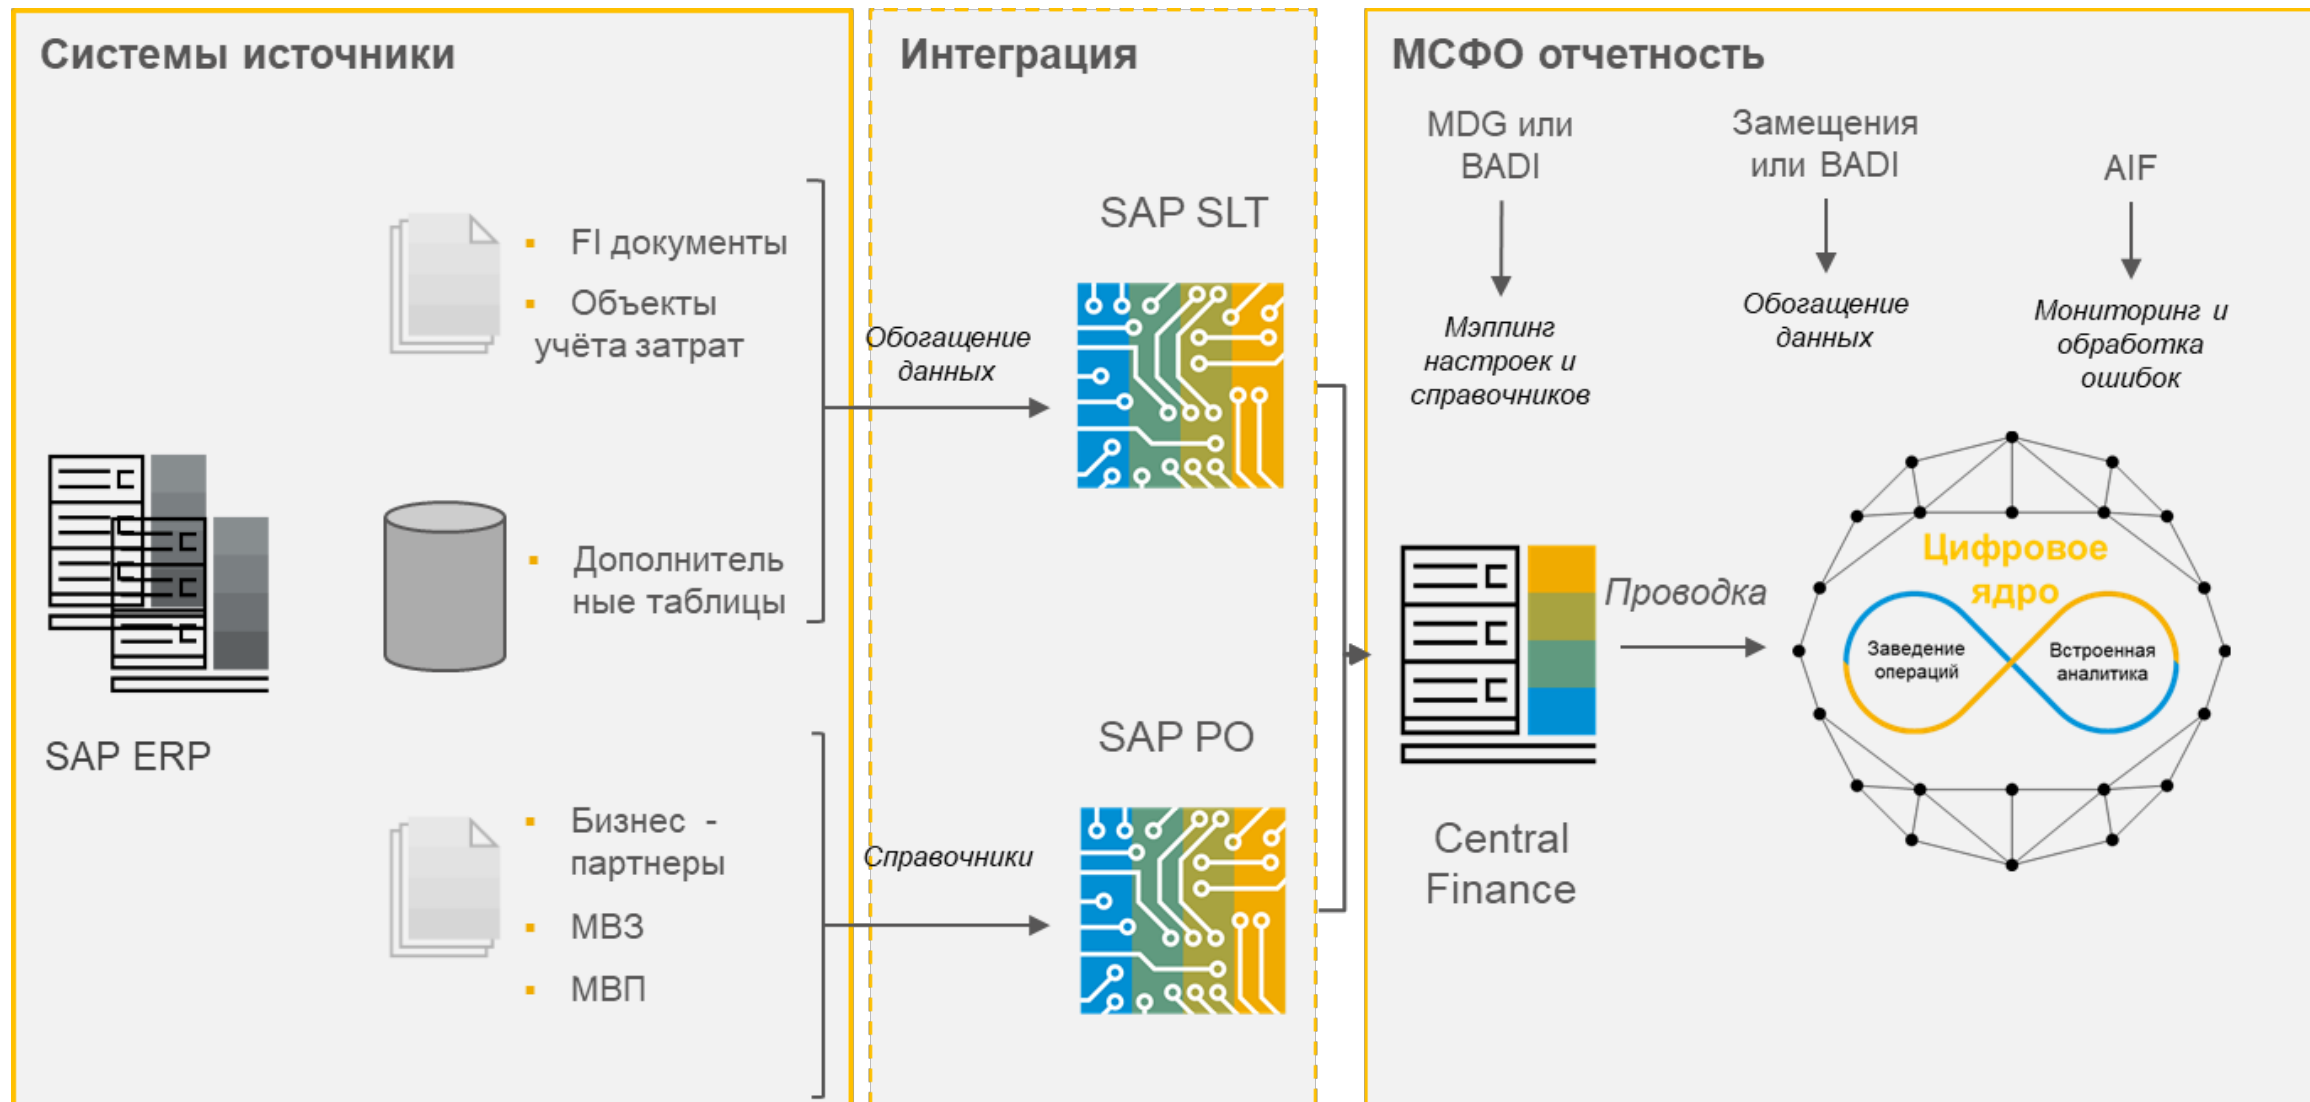 Системы источники
FI документы
Объекты
учёта затрат
Дополнитель
ные таблицы
SAP ERP
Бизнес -
партнеры
МВЗ
МВП
Интеграция
SAP SLT
Обогащение
данных
SAP PO
Справочники
МСФО отчетность
MDG или
BADI
Мэппинг
настроек и
справочников
Замещения
или BADI
Обогащение
данных
AIF
Мониторинг и
обработка
ошибок
Central
Finance
Проводка
Цифровое
ядро
Заведение
операций
Встроенная
аналитика